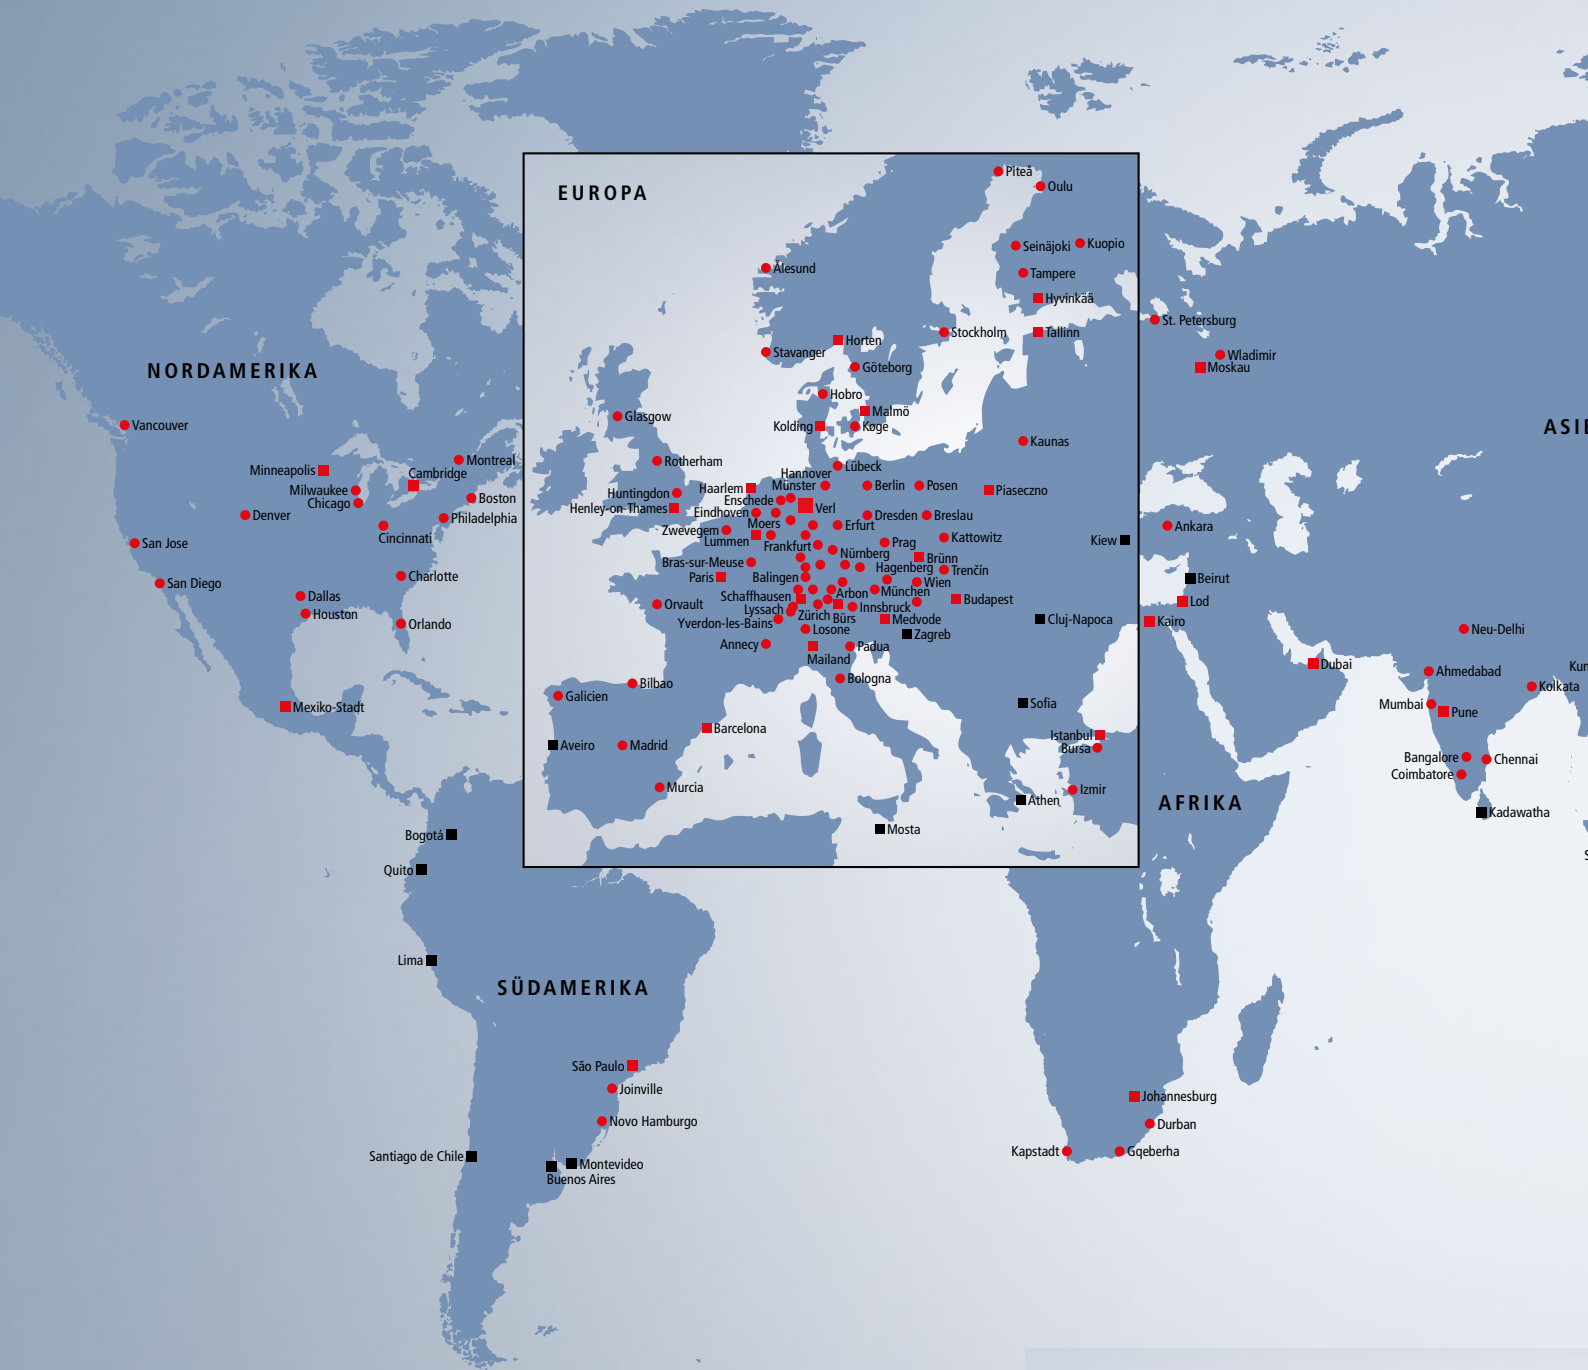 EUROPA
Piteå
Oulu
Seinäjoki
Kuopio
Ålesund
Tampere
Hyvinkää
St. Petersburg
Stockholm
Tallinn
Horten
Stavanger
Wladimir
Göteborg
Moskau
NORDAMERIKA
Hobro
Malmö
Glasgow
Kolding
Køge
Vancouver
ASIE
Kaunas
Montreal
Rotherham
Lübeck
Minneapolis
Cambridge
Hannover
Münster
Berlin
Posen
Haarlem
Milwaukee
Piaseczno
Huntingdon
Boston
Enschede
Chicago
Henley-on-Thames
Verl
Eindhoven
Denver
Philadelphia
Dresden
Breslau
Moers
Erfurt
Ankara
Zwevegem
Cincinnati
Kattowitz
Kiew
Lummen
San Jose
Prag
Frankfurt
Nürnberg
Brünn
Bras-sur-Meuse
Hagenberg
Trenčín
Charlotte
Paris
Balingen
Beirut
San Diego
Wien
München
Arbon
Dallas
Schaffhausen
Budapest
Lod
Orvault
Lyssach
Innsbruck
Houston
Zürich
Bürs
Medvode
Cluj-Napoca
Kairo
Orlando
Yverdon-les-Bains
Losone
Zagreb
Neu-Delhi
Annecy
Padua
Mailand
Dubai
Kun
Ahmedabad
Bologna
Bilbao
Kolkata
Galicien
Sofia
Mumbai
Mexiko-Stadt
Pune
Barcelona
Istanbul
Aveiro
Madrid
Bursa
Bangalore
Chennai
Coimbatore
Murcia
Izmir
Athen
AFRIKA
Kadawatha
Mosta
Bogotá
S
Quito
Lima
SÜDAMERIKA
São Paulo
Joinville
Johannesburg
Novo Hamburgo
Durban
Kapstadt
Gqeberha
Santiago de Chile
Montevideo
Buenos Aires